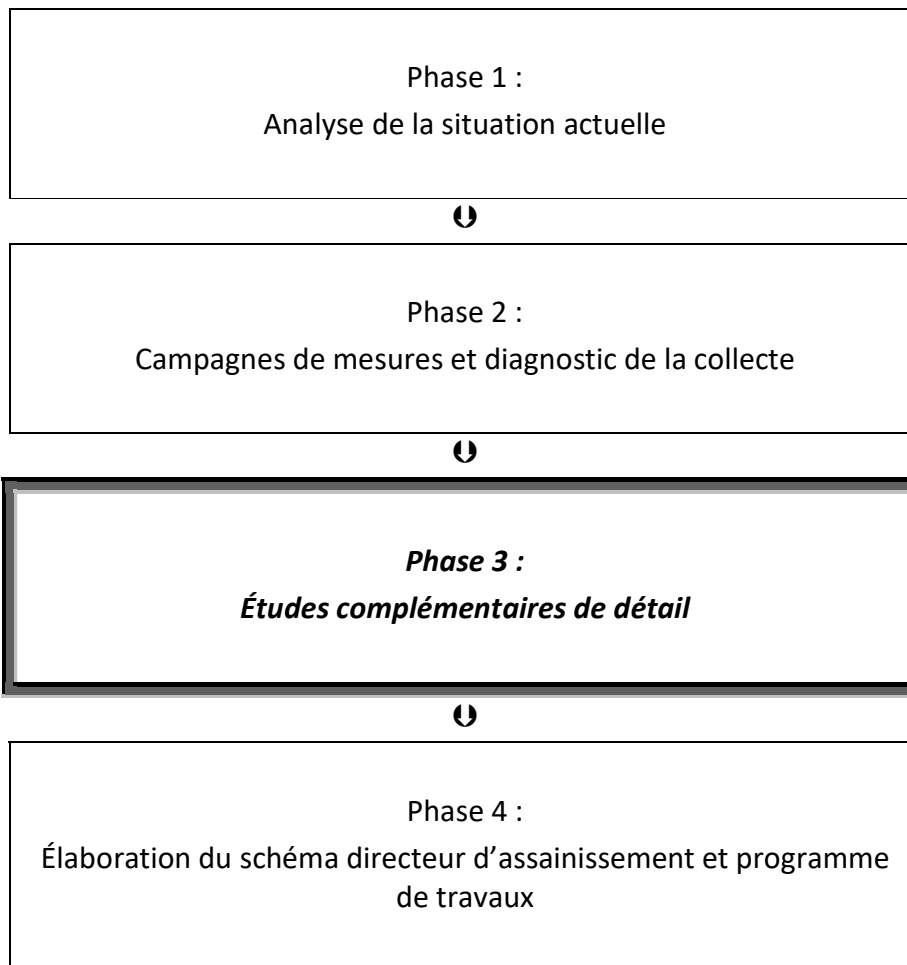 Phase 1 :
Analyse de la situation actuelle
Phase 2 :
Campagnes de mesures et diagnostic de la collecte
Phase 3 :
Études complémentaires de détail
Phase 4 :
Élaboration du schéma directeur d’assainissement et programme
de travaux